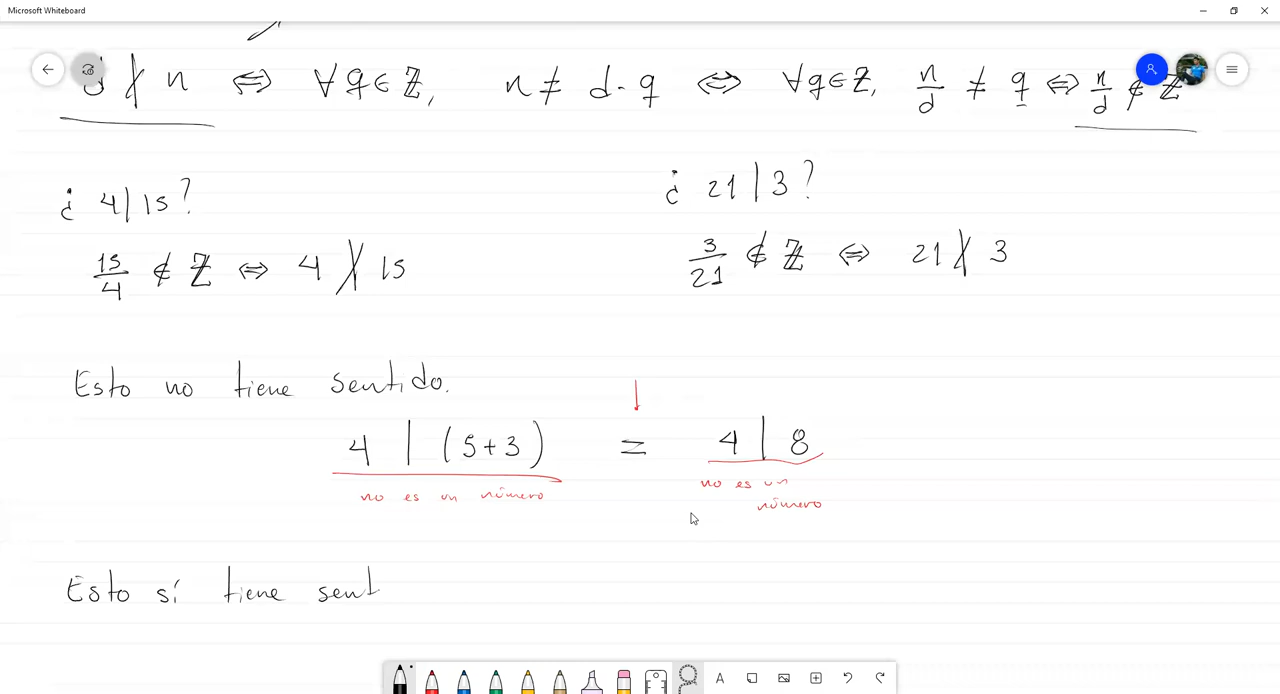 Microsoft Whiteboard
d ∤ n ⇔ ∀q∈ℤ, n ≠ d·q ⇔ ∀q∈ℤ, n/d ≠ q ⇔ n/d ∉ ℤ
¿ 4|15?
¿ 21|3?
15/4 ∉ ℤ ⇔ 4 ∤ 15
3/21 ∉ ℤ ⇔ 21 ∤ 3
Esto no tiene sentido.
4 | (5+3) = 4 | 8
no es un número
no es un
número
Esto sí tiene sent
A